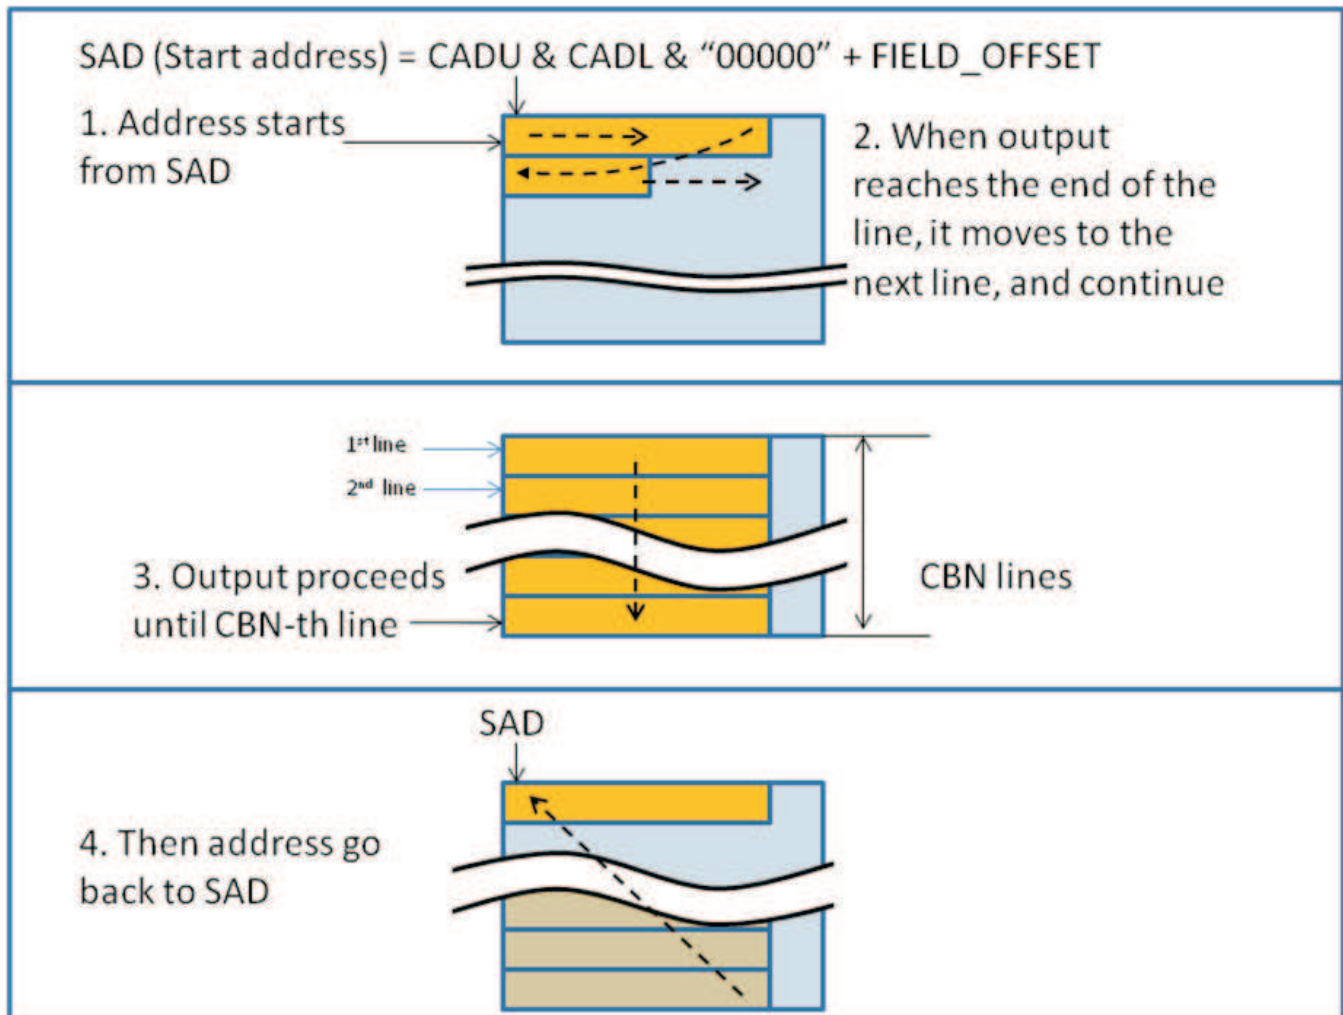 SAD (Start address) = CADU & CADL & “00000” + FIELD_OFFSET
1. Address starts
from SAD
2. When output
reaches the end of the
line, it moves to the
next line, and continue
1st line
2nd line
3. Output proceeds
until CBN-th line
CBN lines
SAD
4. Then address go
back to SAD